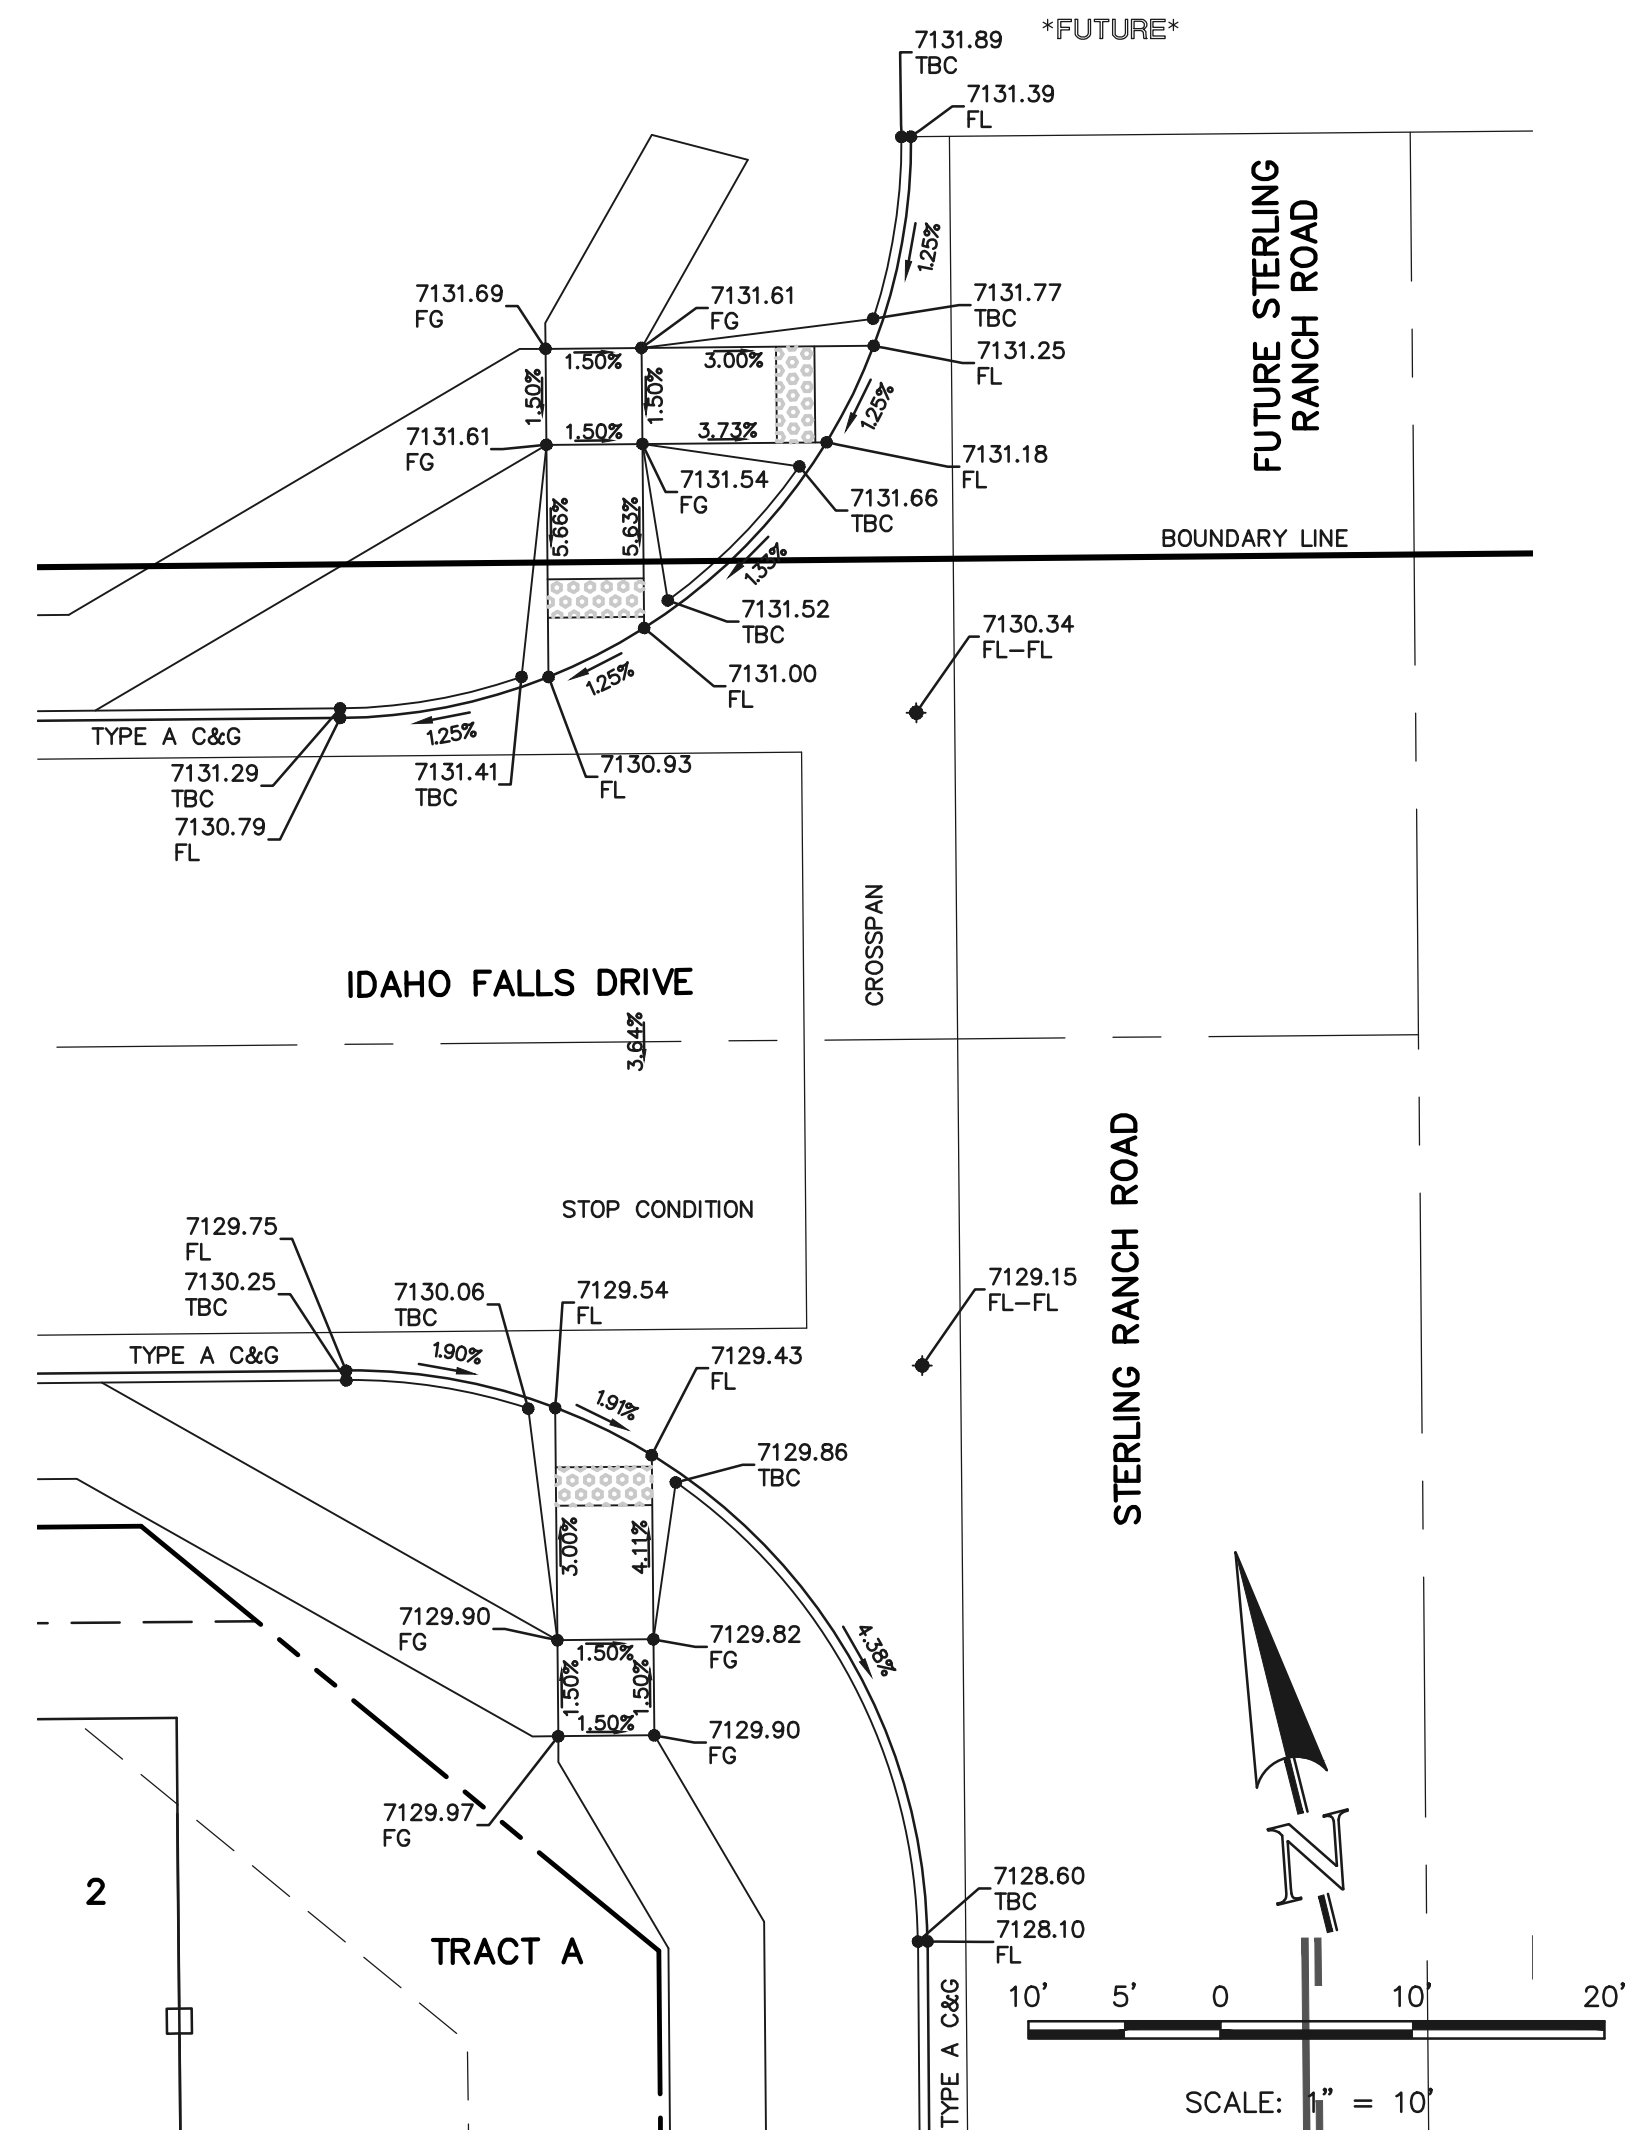 *FUTURE*
7131.89
TBC
7131.39
FL
FUTURE STERLING
RANCH ROAD
1.25%
7131.69
FG
7131.61
FG
7131.77
TBC
7131.25
FL
1.50%
3.00%
1.50%
1.50%
1.25%
7131.61
FG
1.50%
3.73%
7131.18
FL
7131.54
FG
7131.66
TBC
5.66%
5.63%
1.33%
BOUNDARY LINE
7131.52
TBC
7130.34
FL-FL
7131.00
FL
1.25%
1.25%
TYPE A C&G
7131.29
TBC
7131.41
TBC
7130.93
FL
7130.79
FL
CROSSPAN
IDAHO FALLS DRIVE
3.64%
STERLING RANCH ROAD
STOP CONDITION
7129.75
FL
7130.25
TBC
7130.06
TBC
7129.54
FL
7129.15
FL-FL
TYPE A C&G
1.90%
7129.43
FL
1.91%
7129.86
TBC
3.00%
4.11%
7129.90
FG
7129.82
FG
1.50%
1.50%
1.50%
4.38%
1.50%
7129.90
FG
7129.97
FG
N
2
7128.60
TBC
7128.10
FL
TRACT A
TYPE A C&G
10' 5' 0 10' 20'
SCALE: 1" = 10'